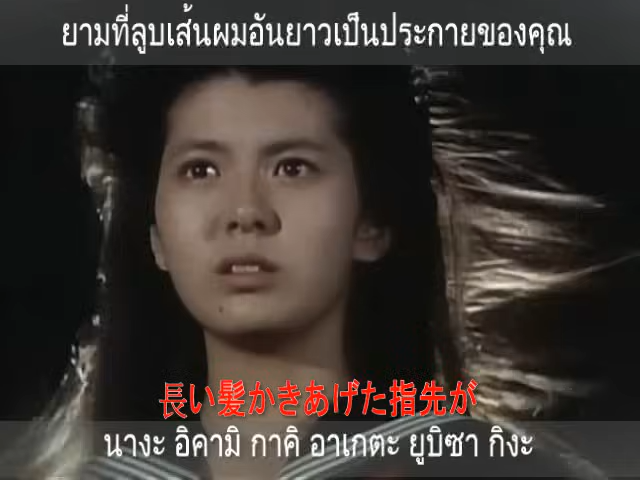 ยามที่ลูบเส้นผมอันยาวเป็นประกายของคุณ
長い髪かきあげた指先が
นางะ อิคามิ กาคิ อาเกตะ ยูบิซา กิงะ